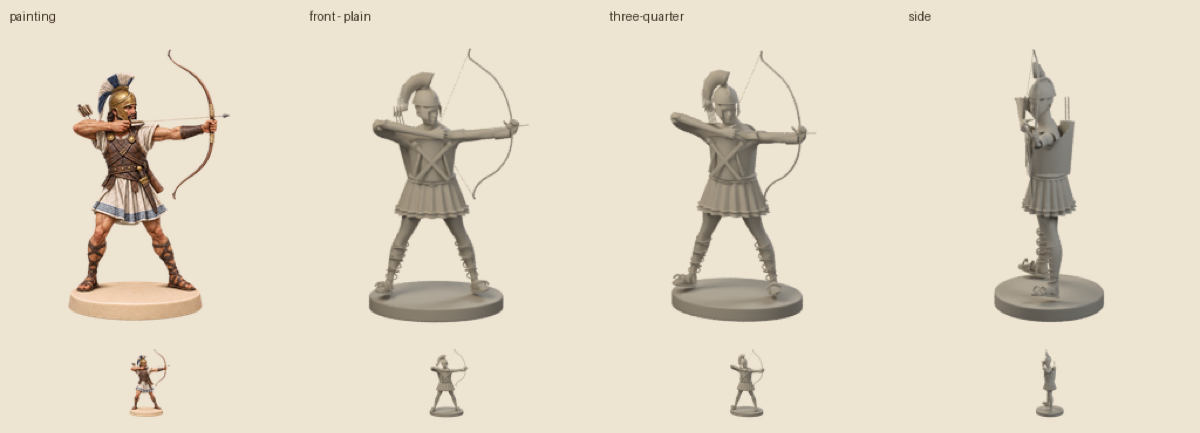 painting
front - plain
three-quarter
side